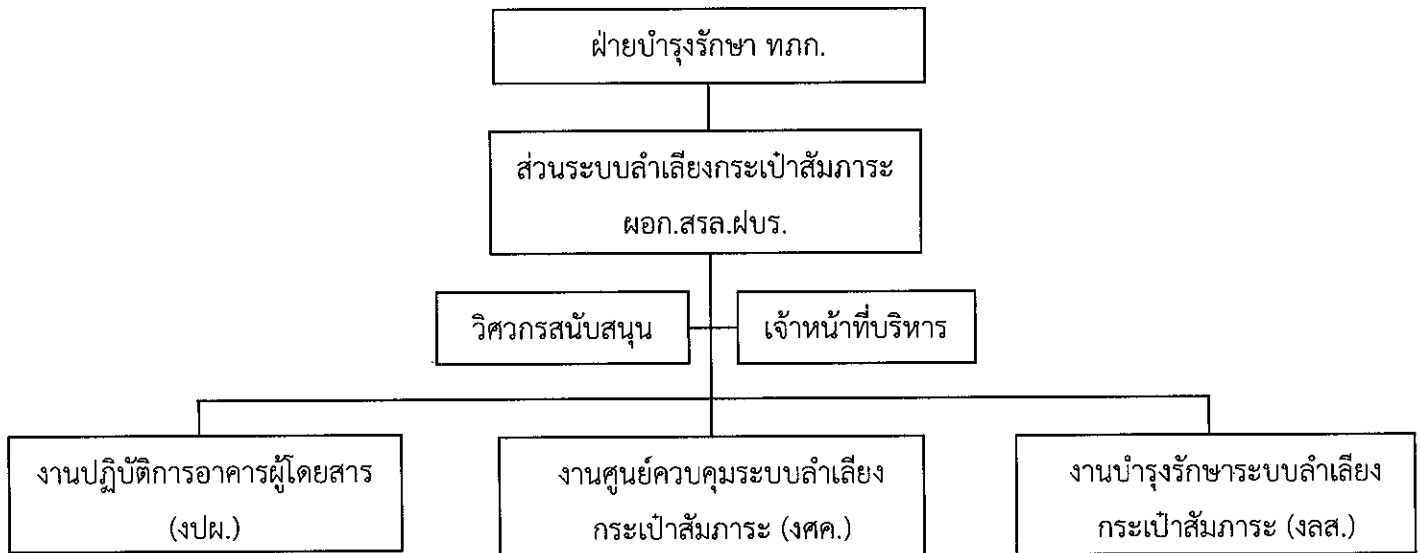 ฝ่ายบำรุงรักษา ทภก.
ส่วนระบบลำเลียงกระเป๋าสัมภาระ
ผอก.สรล.ฝบร.
วิศวกรสนับสนุน
เจ้าหน้าที่บริหาร
งานปฏิบัติการอาคารผู้โดยสาร
(งปผ.)
งานศูนย์ควบคุมระบบลำเลียง
กระเป๋าสัมภาระ (งศค.)
งานบำรุงรักษาระบบลำเลียง
กระเป๋าสัมภาระ (งลส.)